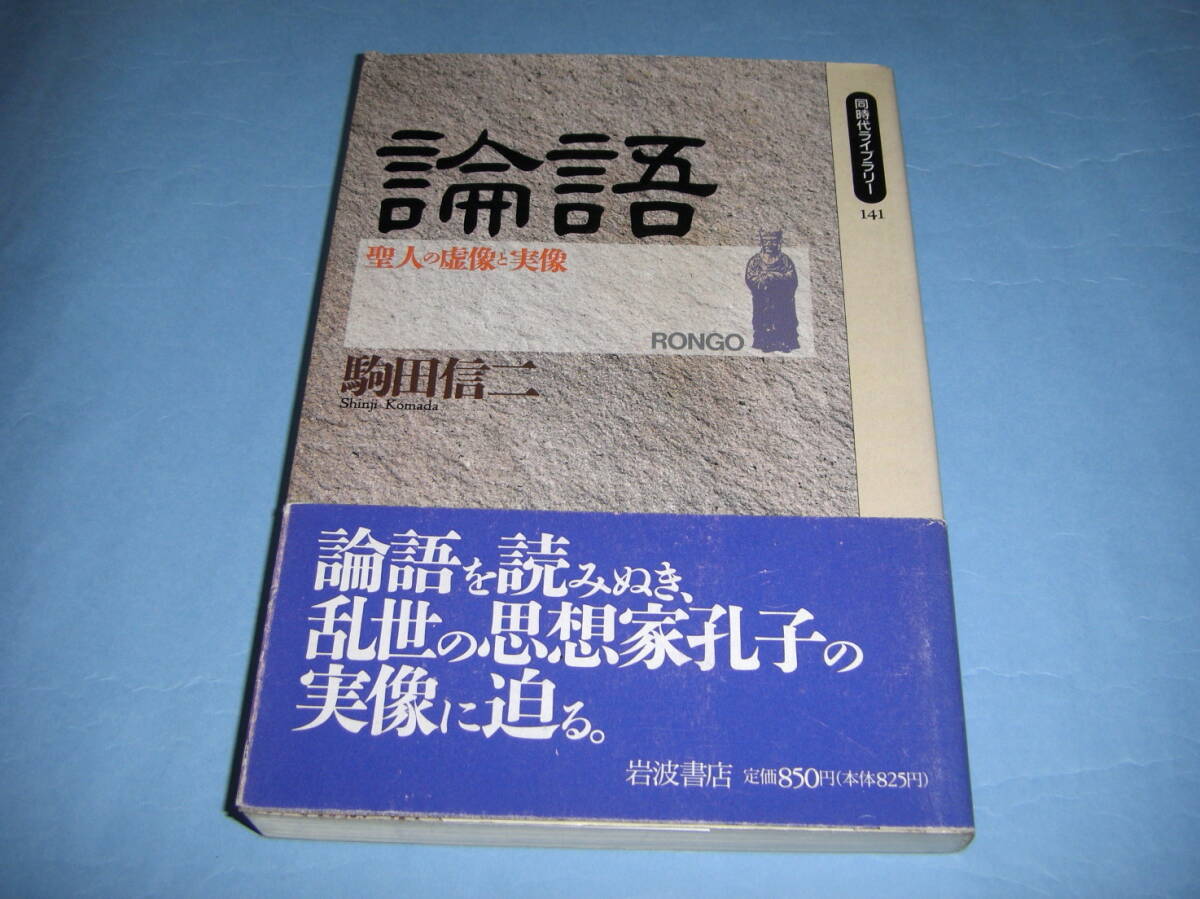 同時代ライブラリー
141
論語
聖人の虚像と実像
RONGO
駒田信二
Shinji Komada
論語を読みぬき、
乱世の思想家孔子の
実像に迫る。
岩波書店 定価850円(本体825円)